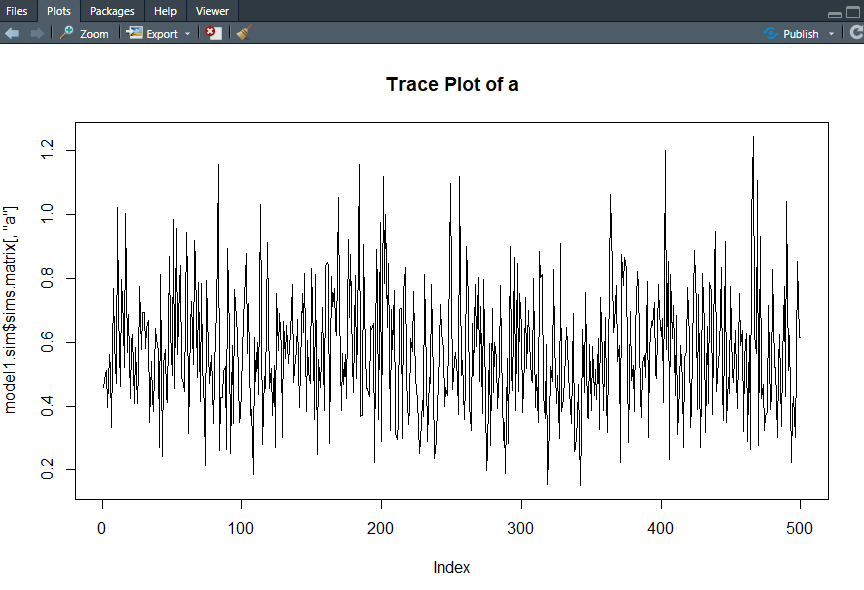 Files Plots Packages Help Viewer
Zoom Export Publish
Trace Plot of a
model1.sim$sims.matrix[, "a"]
1.2
1.0
0.8
0.6
0.4
0.2
0 100 200 300 400 500
Index